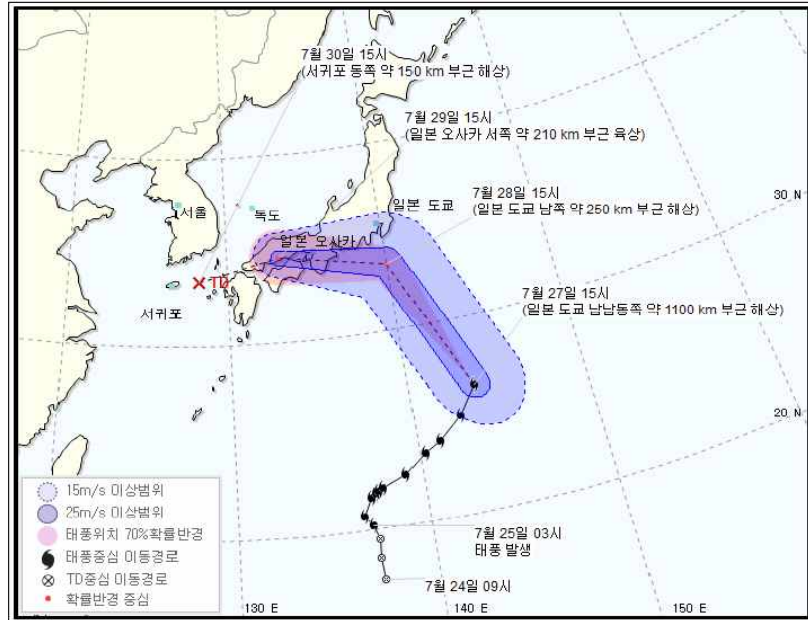 7월 30일 15시
(서귀포 동쪽 약 150 km 부근 해상)
7월 29일 15시
(일본 오사카 서쪽 약 210 km 부근 육상)
7월 28일 15시
(일본 도쿄 남쪽 약 250 km 부근 해상)
30 N
서울
독도
일본 도쿄
일본 오사카
TD
서귀포
7월 27일 15시
(일본 도쿄 남남동쪽 약 1100 km 부근 해상)
20 N
15m/s 이상범위
25m/s 이상범위
태풍위치 70%확률반경
태풍중심 이동경로
TD중심 이동경로
확률반경 중심
7월 25일 03시
태풍 발생
7월 24일 09시
130 E
140 E
150 E